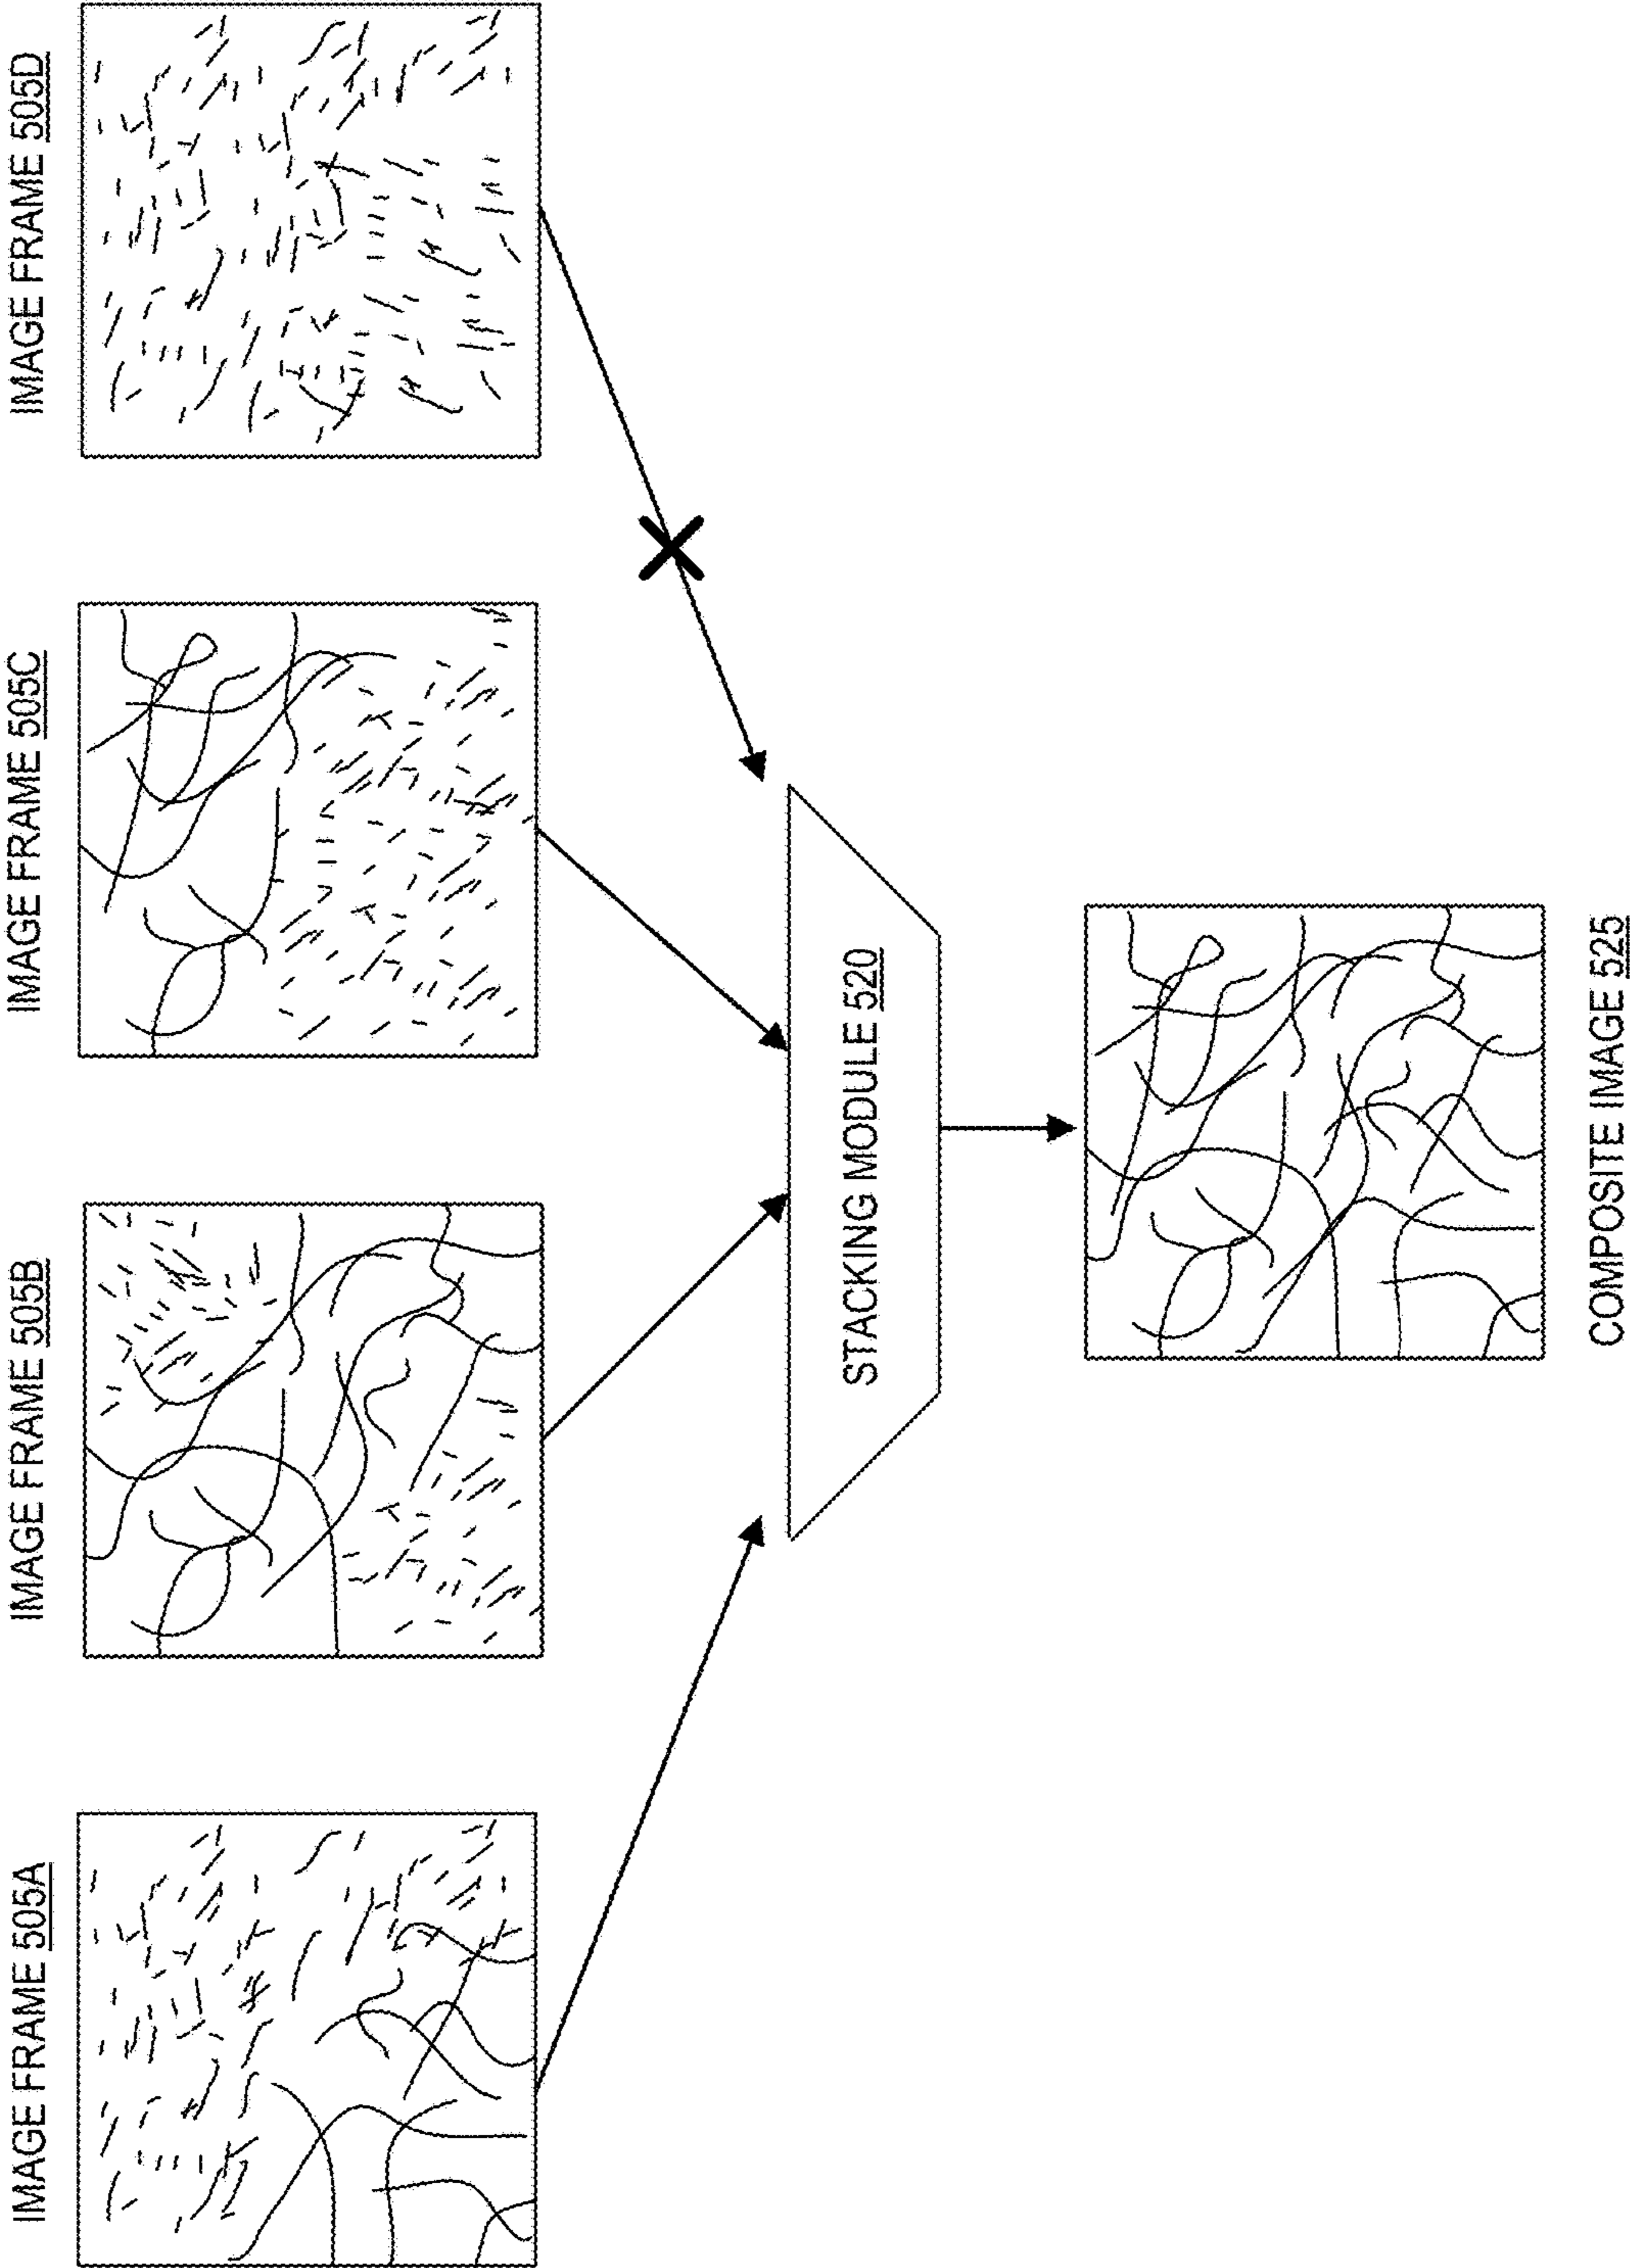 IMAGE FRAME 505A
IMAGE FRAME 505B
IMAGE FRAME 505C
IMAGE FRAME 505D
STACKING MODULE 520
COMPOSITE IMAGE 525